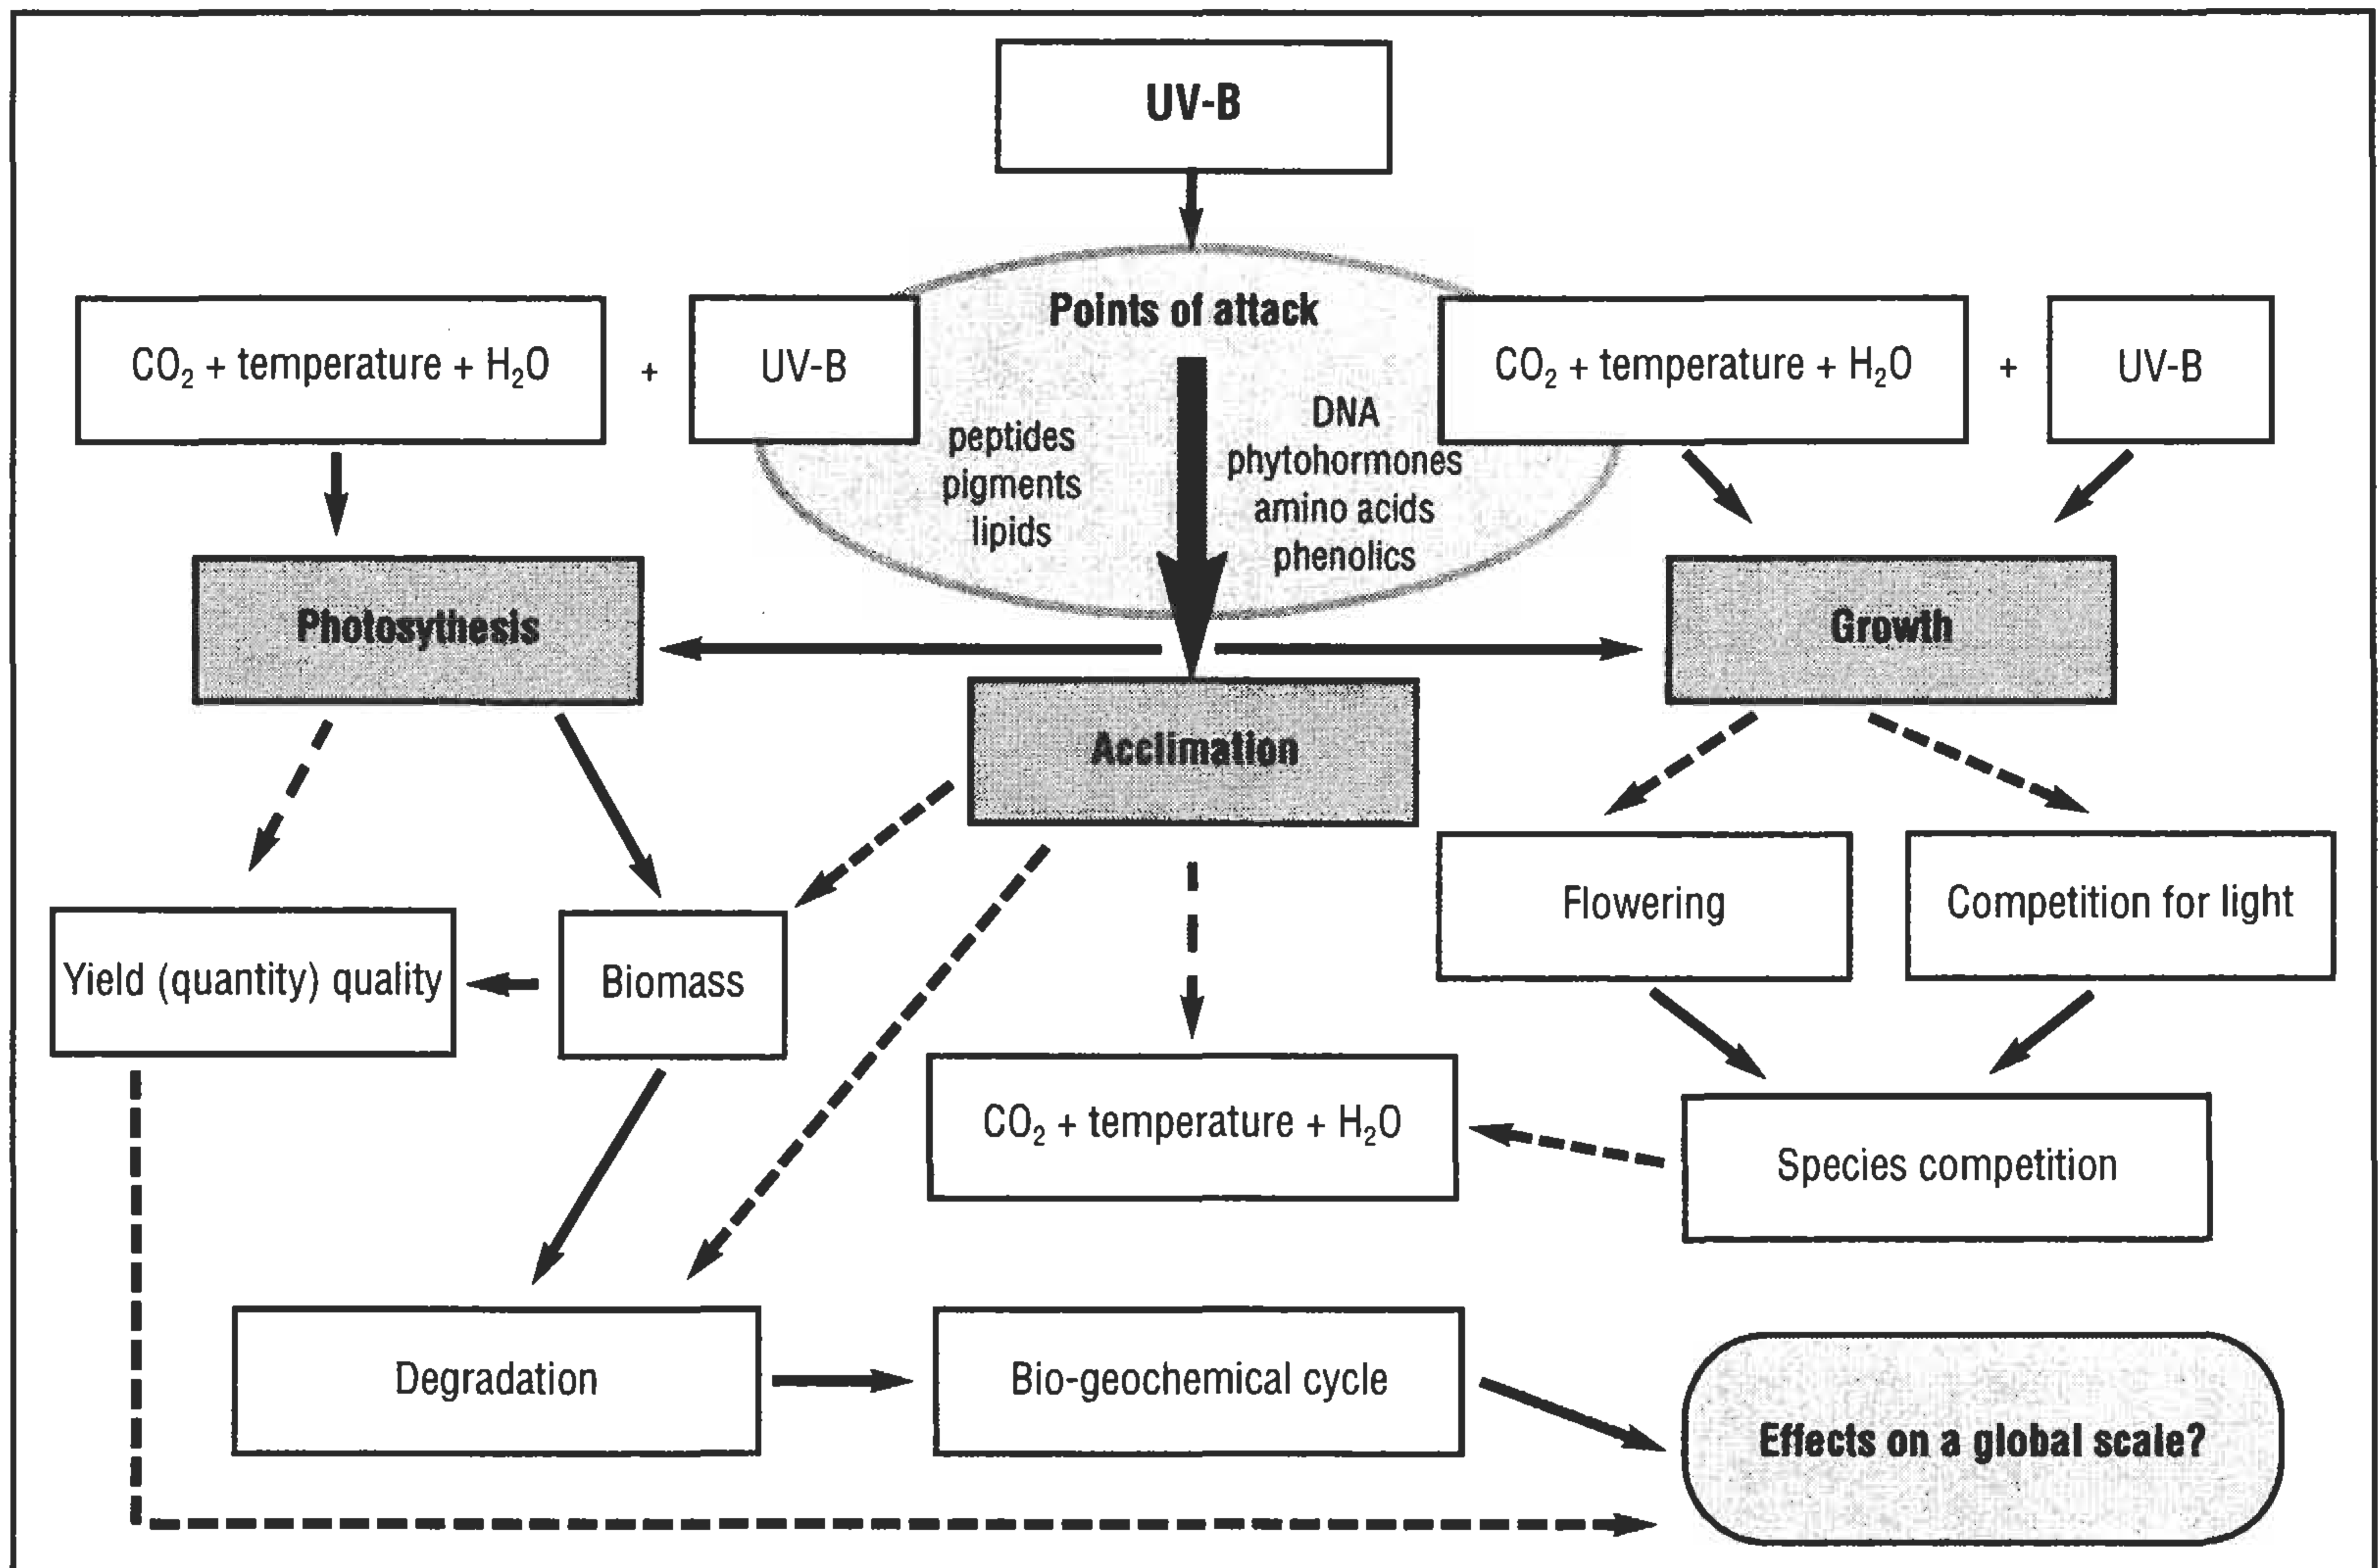 UV-B
Points of attack
CO₂ + temperature + H₂O
+
UV-B
CO₂ + temperature + H₂O
+
UV-B
peptides
pigments
lipids
DNA
phytohormones
amino acids
phenolics
Photosythesis
Growth
Acclimation
Flowering
Competition for light
Yield (quantity) quality
Biomass
CO₂ + temperature + H₂O
Species competition
Degradation
Bio-geochemical cycle
Effects on a global scale?